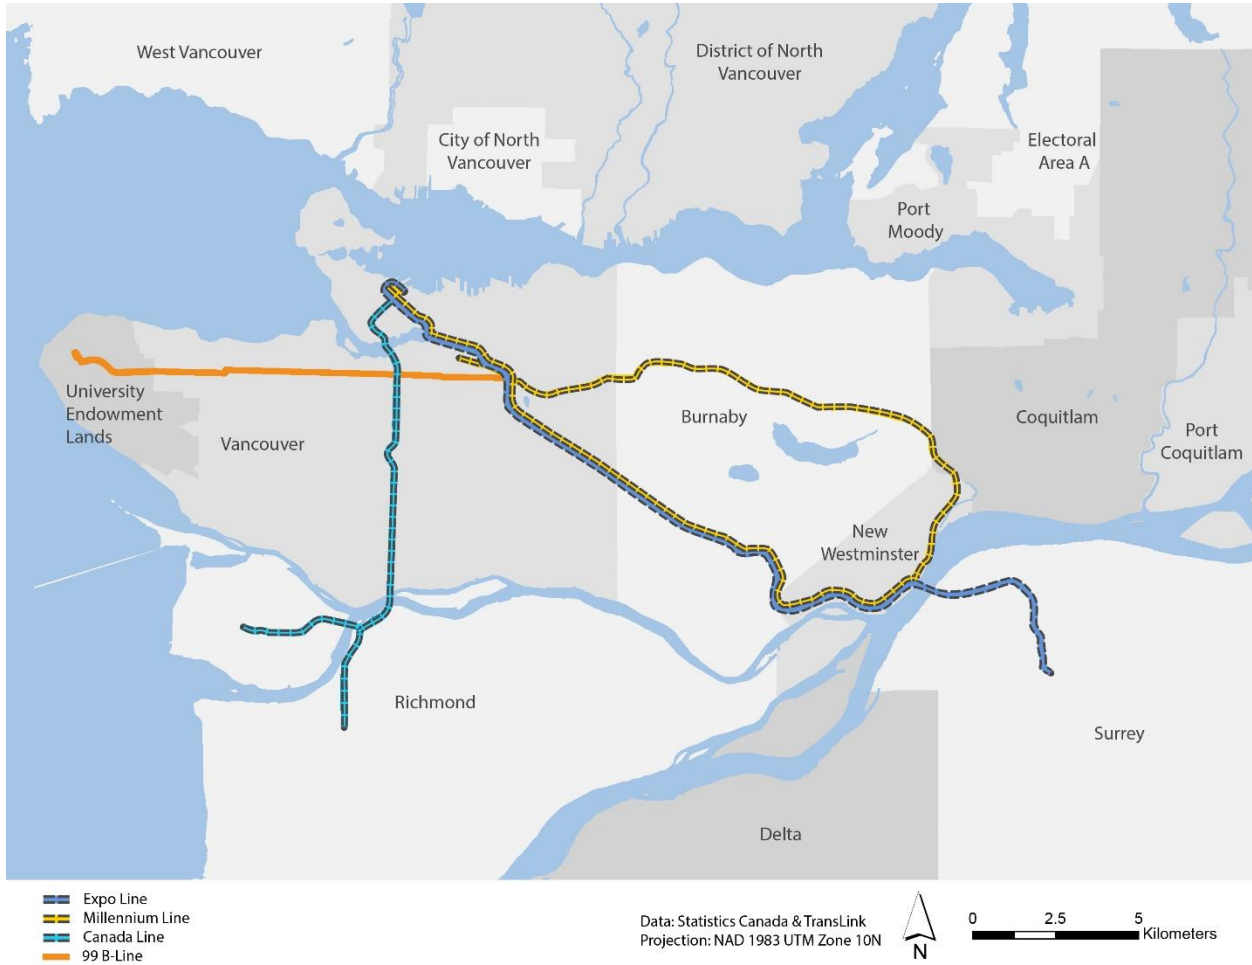 West Vancouver
District of North
Vancouver
City of North
Vancouver
Electoral
Area A
Port
Moody
University
Endowment
Lands
Vancouver
Burnaby
Coquitlam
Port
Coquitlam
New
Westminster
Richmond
Surrey
Delta
Expo Line
Millennium Line
Canada Line
99 B-Line
Data: Statistics Canada & TransLink
Projection: NAD 1983 UTM Zone 10N
N
0 2.5 5
Kilometers